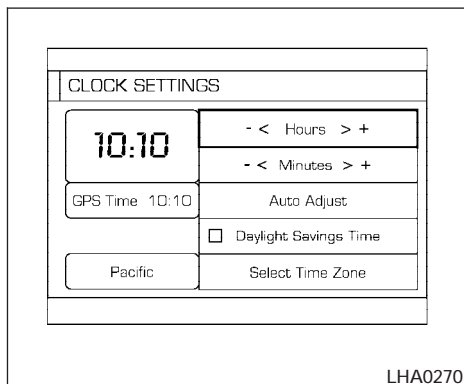 CLOCK SETTINGS
10:10
- < Hours > +
- < Minutes > +
GPS Time 10:10
Auto Adjust
Daylight Savings Time
Pacific
Select Time Zone
LHA0270